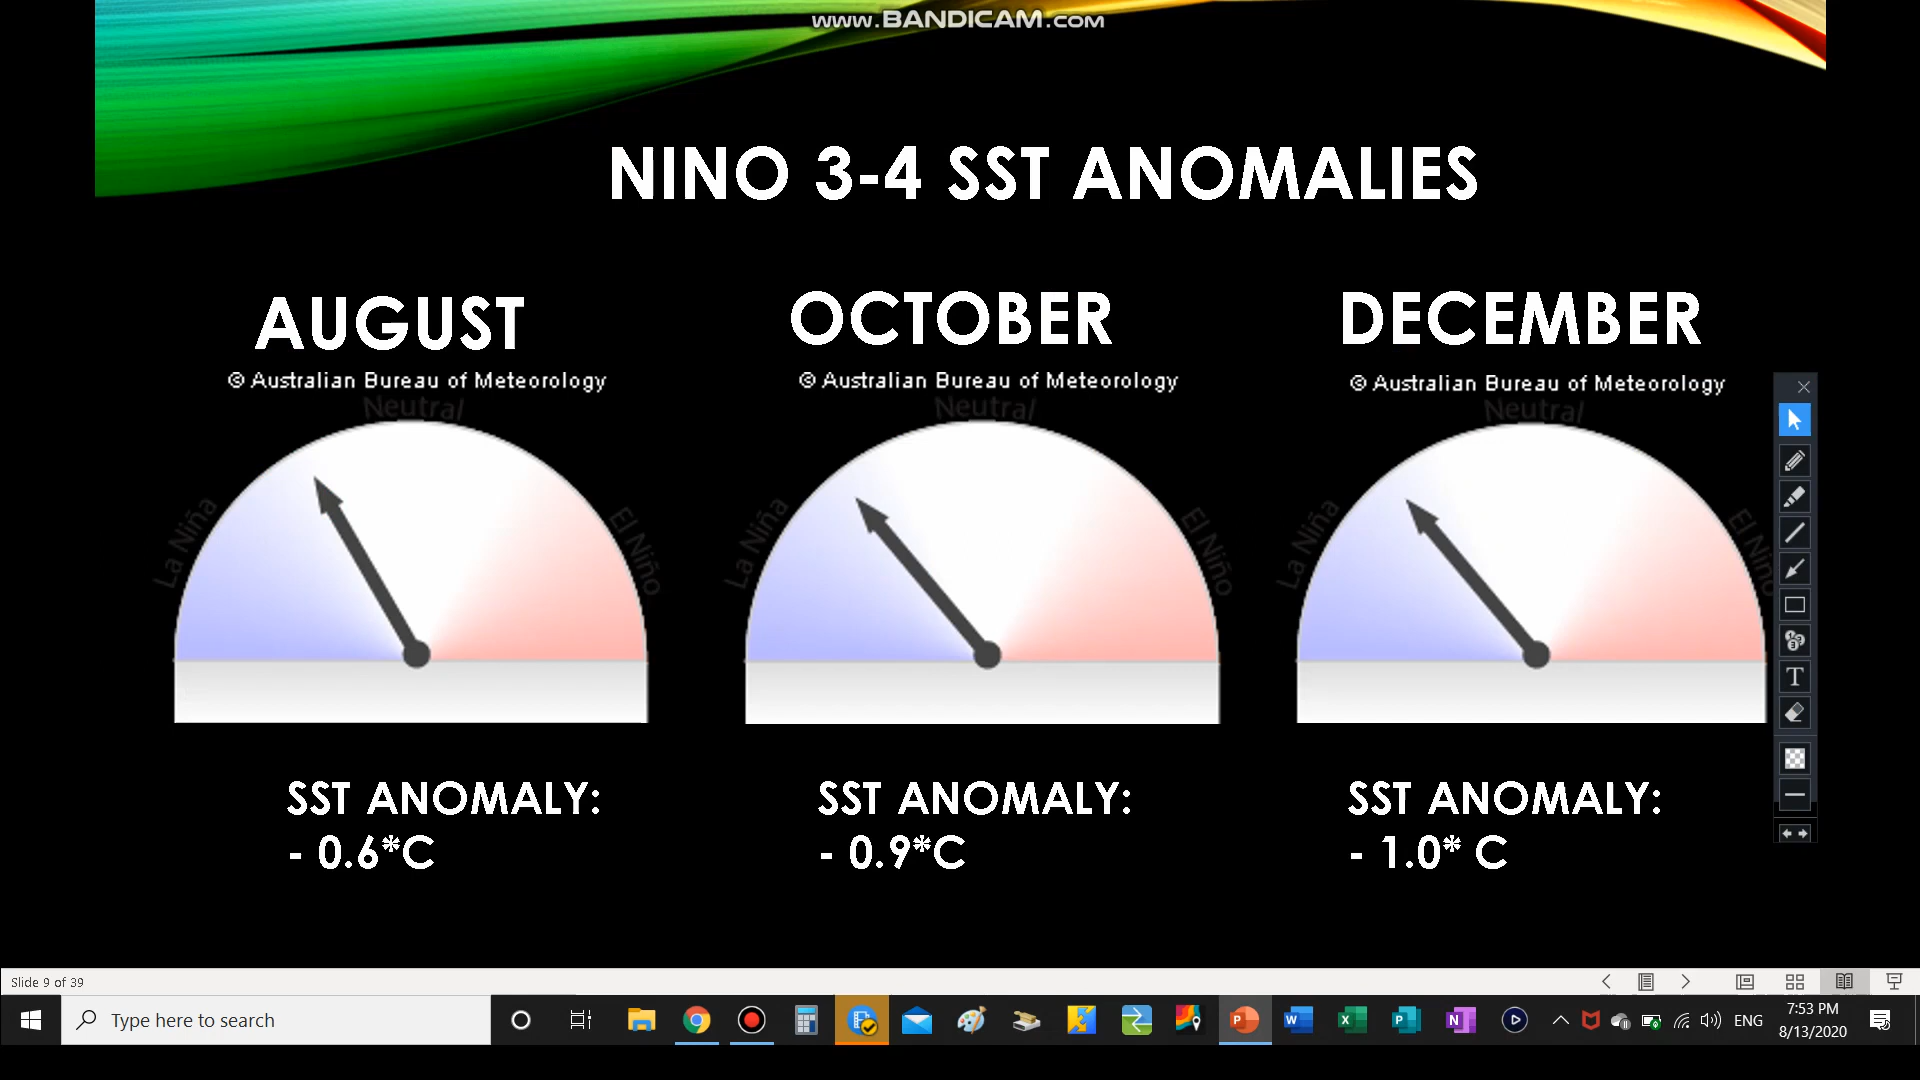 www.BANDICAM.com
NINO 3-4 SST ANOMALIES
AUGUST
OCTOBER
DECEMBER
© Australian Bureau of Meteorology
© Australian Bureau of Meteorology
© Australian Bureau of Meteorology
Neutral
Neutral
Neutral
La Niña
El Niño
La Niña
El Niño
La Niña
El Niño
SST ANOMALY:
- 0.6*C
SST ANOMALY:
- 0.9*C
SST ANOMALY:
- 1.0* C
Slide 9 of 39
Type here to search
ENG
7:53 PM
8/13/2020